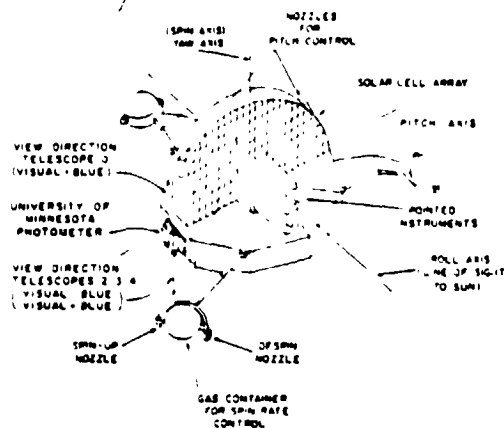 (SPIN AXIS)
YAW AXIS
NOZZLES
FOR
PITCH CONTROL
SOLAR CELL ARRAY
PITCH AXIS
VIEW DIRECTION
TELESCOPE
(VISUAL + BLUE)
UNIVERSITY OF
MINNESOTA
PHOTOMETER
POINTED
INSTRUMENTS
VIEW DIRECTION
TELESCOPES 2 3 4
(VISUAL BLUE
(VISUAL + BLUE)
ROLL AXIS
LINE OF SIGHT
TO SUN)
SPIN-UP
NOZZLE
DESPIN
NOZZLE
GAS CONTAINER
FOR SPIN RATE
CONTROL